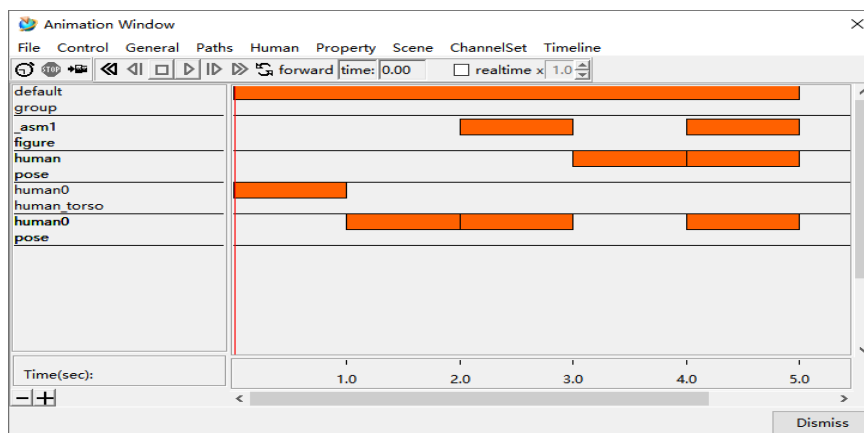 Animation Window
File Control General Paths Human Property Scene ChannelSet Timeline
STOP forward time: 0.00 realtime x 1.0
default
group
_asm1
figure
human
pose
human0
human_torso
human0
pose
Time(sec): 1.0 2.0 3.0 4.0 5.0
Dismiss